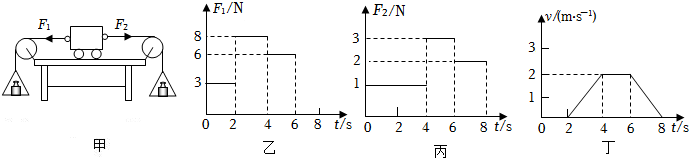 F₁ F₂
甲
F₁/N
8
6
3
0 2 4 6 8 t/s
乙
F₂/N
3
2
1
0 2 4 6 8 t/s
丙
v/(m·s⁻¹)
3
2
1
0 2 4 6 8 t/s
丁